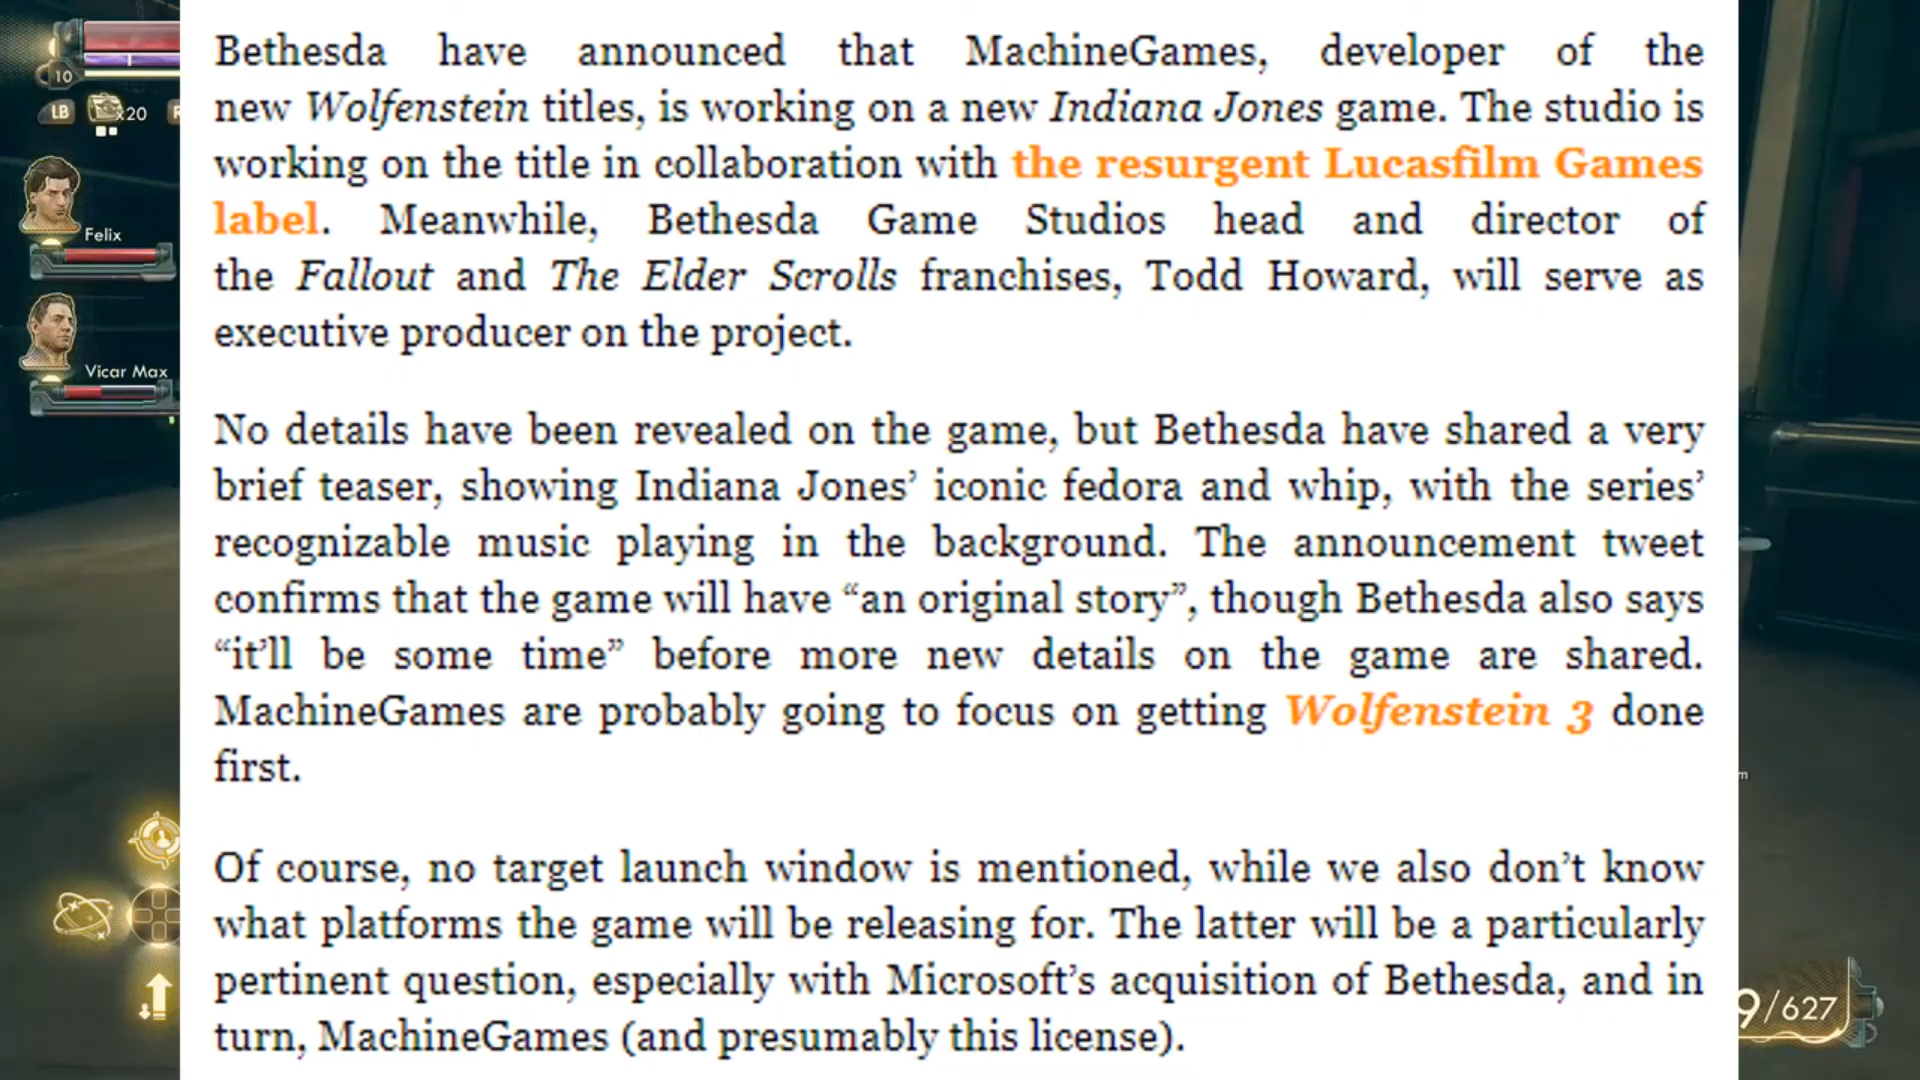 Bethesda have announced that MachineGames, developer of the
new Wolfenstein titles, is working on a new Indiana Jones game. The studio is
working on the title in collaboration with the resurgent Lucasfilm Games
label. Meanwhile, Bethesda Game Studios head and director of
the Fallout and The Elder Scrolls franchises, Todd Howard, will serve as
executive producer on the project.
No details have been revealed on the game, but Bethesda have shared a very
brief teaser, showing Indiana Jones’ iconic fedora and whip, with the series’
recognizable music playing in the background. The announcement tweet
confirms that the game will have “an original story”, though Bethesda also says
“it’ll be some time” before more new details on the game are shared.
MachineGames are probably going to focus on getting Wolfenstein 3 done
first.
Of course, no target launch window is mentioned, while we also don’t know
what platforms the game will be releasing for. The latter will be a particularly
pertinent question, especially with Microsoft’s acquisition of Bethesda, and in
turn, MachineGames (and presumably this license).
10
LB x20
Felix
Vicar Max
m
9/627